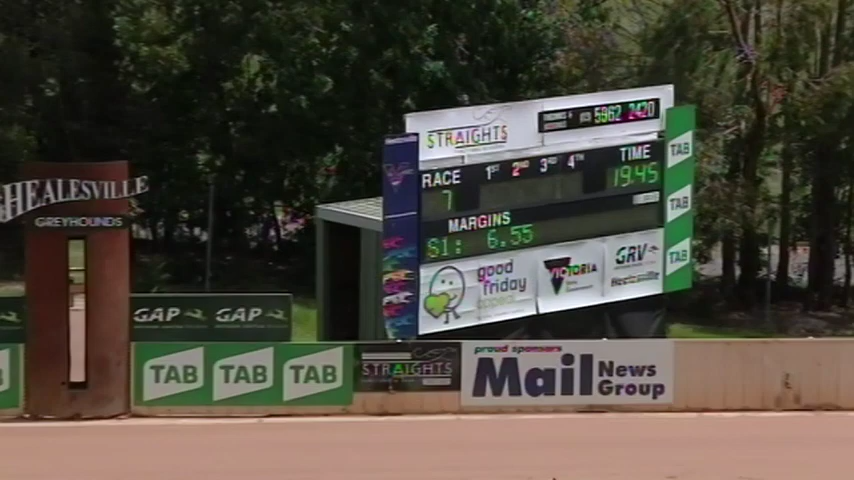 STRAIGHTS
5962 2420
TAB
RACE 1ST 2ND 3RD 4TH TIME
7 19.45
TAB
MARGINS
S1: 6.55
TAB
good
friday
appeal
VICTORIA
GRV
HEALESVILLE
GREYHOUNDS
GAP GAP
TAB TAB TAB
STRAIGHTS
proud sponsors
Mail News
Group